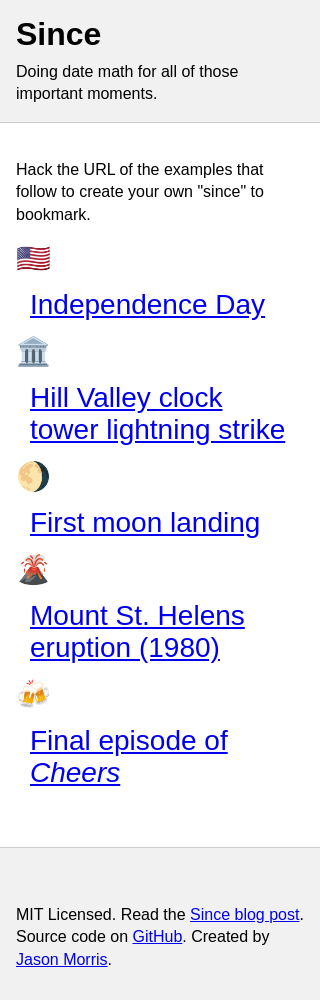 Since
Doing date math for all of those
important moments.
Hack the URL of the examples that
follow to create your own "since" to
bookmark.
Independence Day
Hill Valley clock
tower lightning strike
First moon landing
Mount St. Helens
eruption (1980)
Final episode of
Cheers
MIT Licensed. Read the Since blog post.
Source code on GitHub. Created by
Jason Morris.